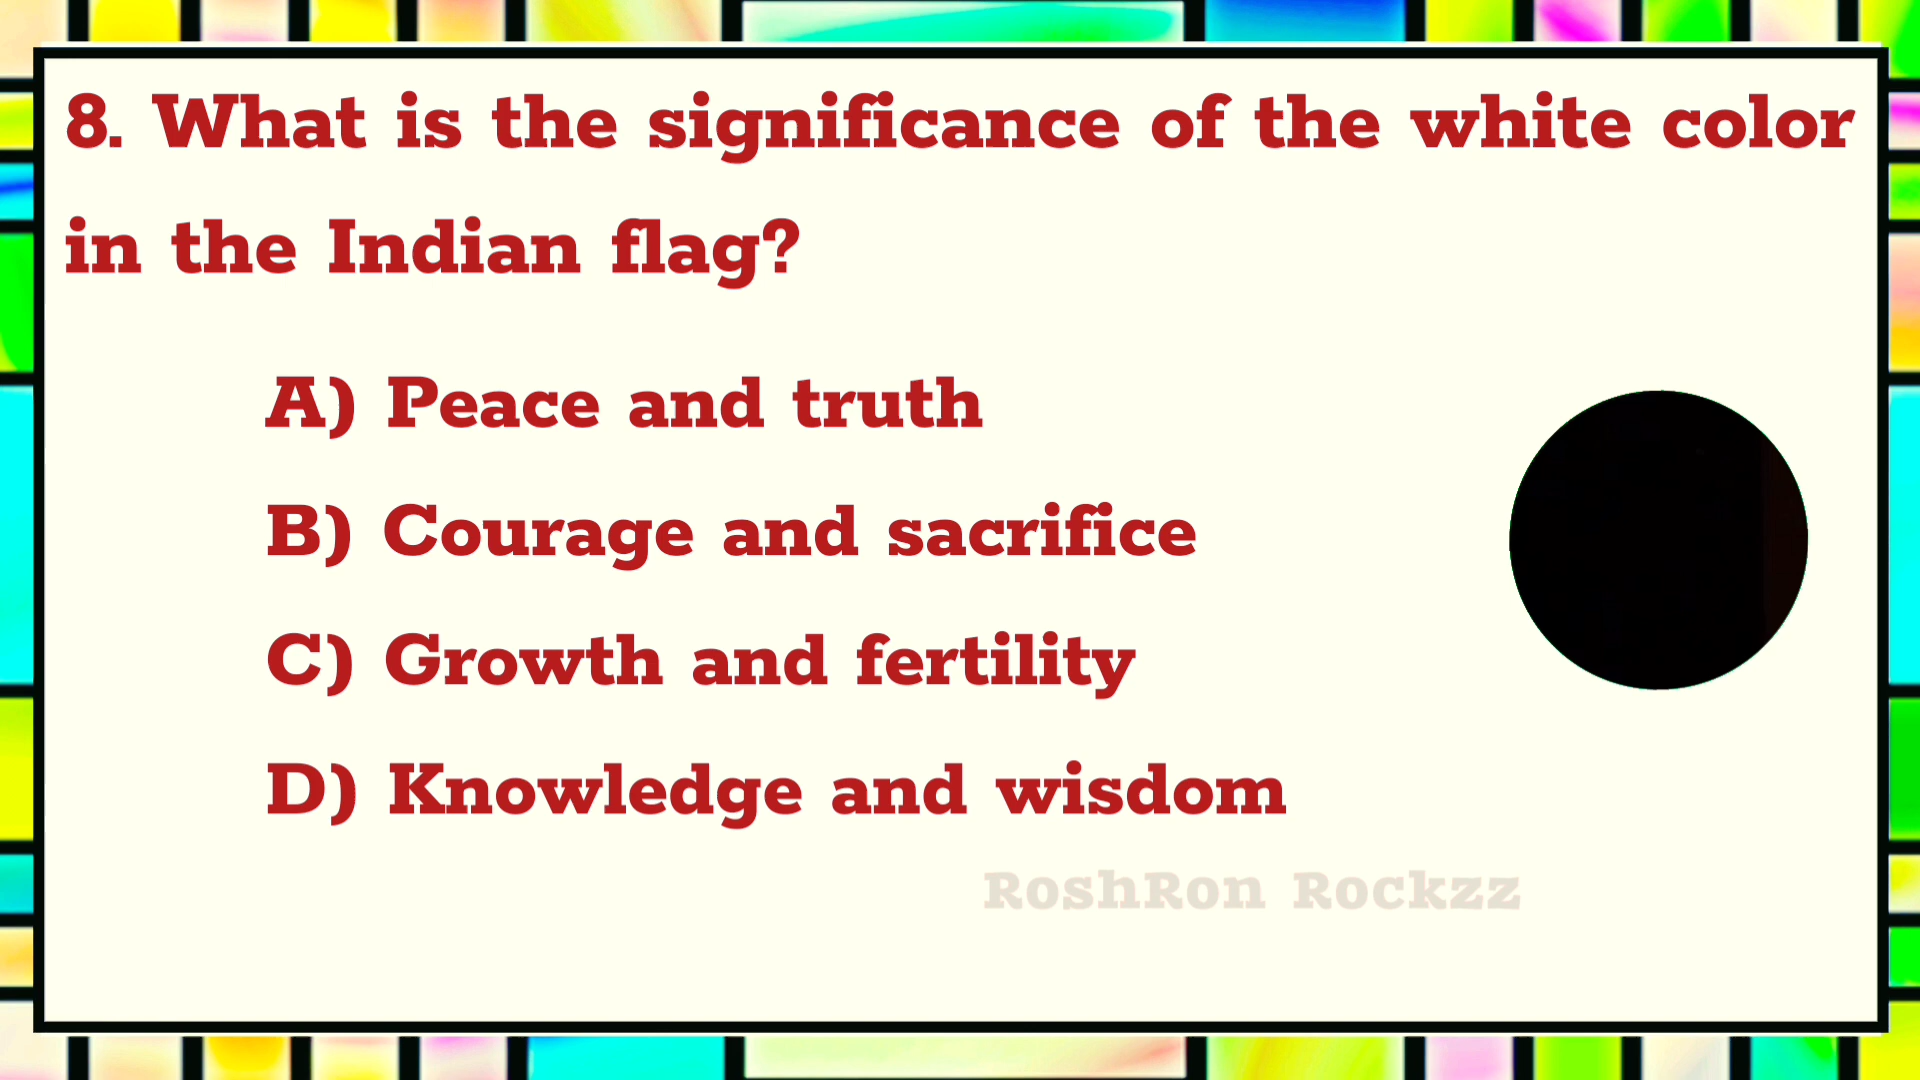 8. What is the significance of the white color
in the Indian flag?
A) Peace and truth
B) Courage and sacrifice
C) Growth and fertility
D) Knowledge and wisdom
RoshRon Rockzz